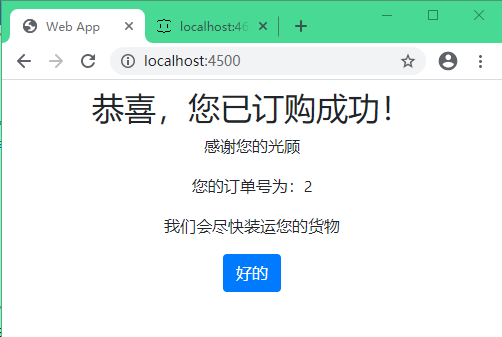 Web App
localhost:46
localhost:4500
恭喜，您已订购成功！
感谢您的光顾
您的订单号为：2
我们会尽快装运您的货物
好的